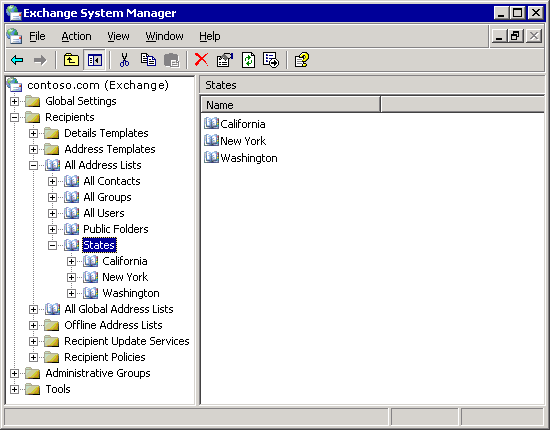 Exchange System Manager
File Action View Window Help
contoso.com (Exchange)
Global Settings
Recipients
Details Templates
Address Templates
All Address Lists
All Contacts
All Groups
All Users
Public Folders
States
California
New York
Washington
All Global Address Lists
Offline Address Lists
Recipient Update Services
Recipient Policies
Administrative Groups
Tools
States
Name
California
New York
Washington